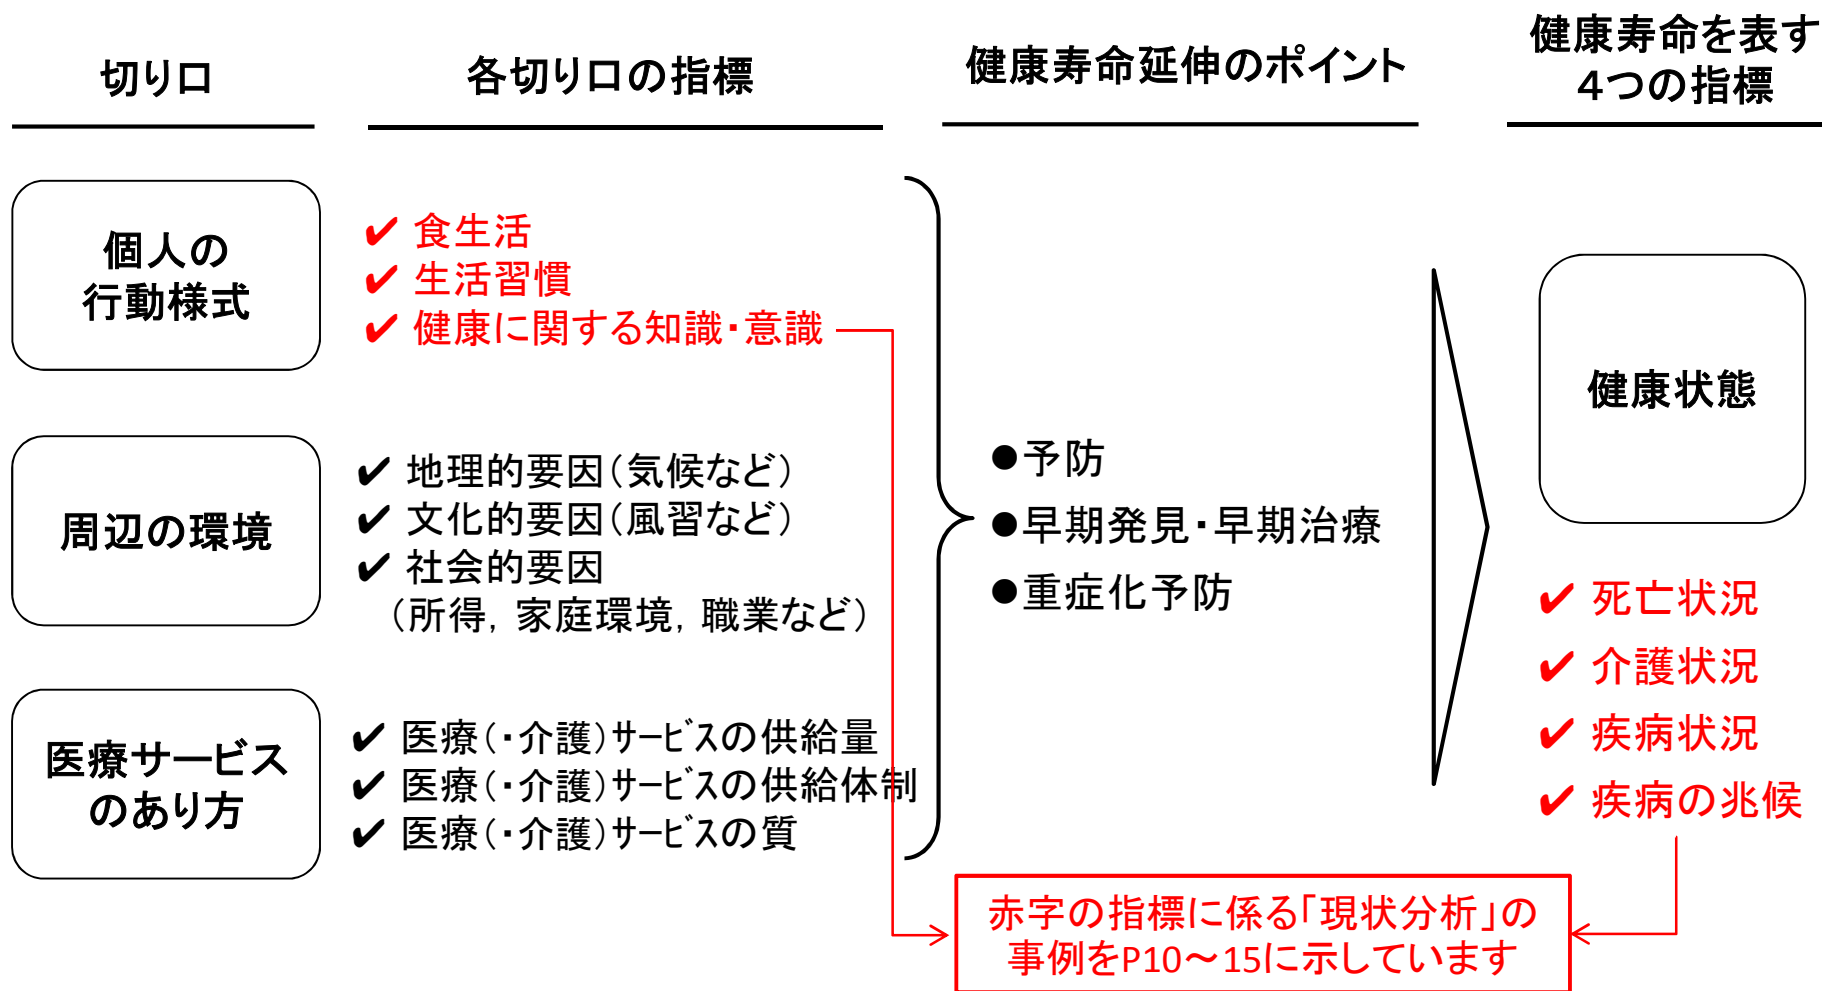 切り口
各切り口の指標
健康寿命延伸のポイント
健康寿命を表す
４つの指標
個人の
行動様式
✔ 食生活
✔ 生活習慣
✔ 健康に関する知識・意識
周辺の環境
✔ 地理的要因（気候など）
✔ 文化的要因（風習など）
✔ 社会的要因
（所得，家庭環境，職業など）
医療サービス
のあり方
✔ 医療（・介護）ｻｰﾋﾞｽの供給量
✔ 医療（・介護）ｻｰﾋﾞｽの供給体制
✔ 医療（・介護）ｻｰﾋﾞｽの質
●予防
●早期発見・早期治療
●重症化予防
健康状態
✔ 死亡状況
✔ 介護状況
✔ 疾病状況
✔ 疾病の兆候
赤字の指標に係る「現状分析」の
事例をP10～15に示しています